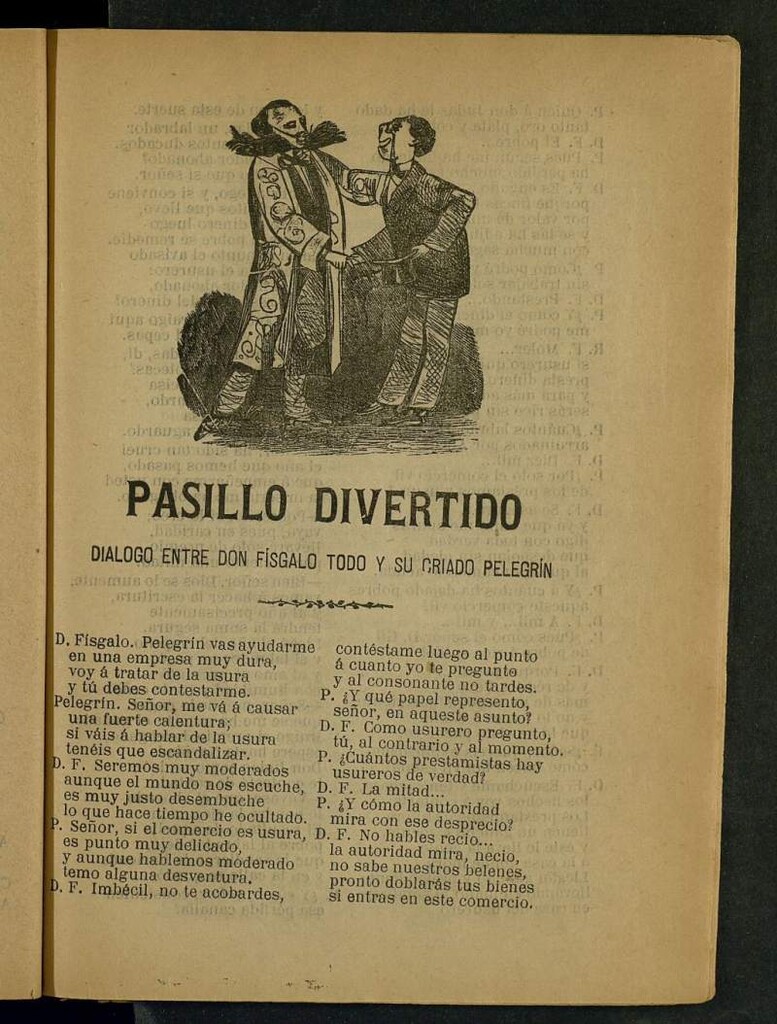 PASILLO DIVERTIDO
DIALOGO ENTRE DON FÍSGALO TODO Y SU CRIADO PELEGRÍN
D. Físgalo. Pelegrín vas ayudarme
en una empresa muy dura,
voy á tratar de la usura
y tú debes contestarme.
Pelegrín. Señor, me vá á causar
una fuerte calentura;
si váis á hablar de la usura
tenéis que escandalizar.
D. F. Seremos muy moderados
aunque el mundo nos escuche,
es muy justo desembuche
lo que hace tiempo he ocultado.
P. Señor, si el comercio es usura,
es punto muy delicado,
y aunque hablemos moderado
temo alguna desventura.
D. F. Imbécil, no te acobardes,
contéstame luego al punto
á cuanto yo te pregunto
y al consonante no tardes.
P. ¿Y qué papel represento,
señor, en aqueste asunto?
D. F. Como usurero pregunto,
tú, al contrario y al momento.
P. ¿Cuántos prestamistas hay
usureros de verdad?
D. F. La mitad...
P. ¿Y cómo la autoridad
mira con ese desprecio?
D. F. No hables recio...
la autoridad mira, necio,
no sabe nuestros belenes,
pronto doblarás tus bienes
si entras en este comercio.